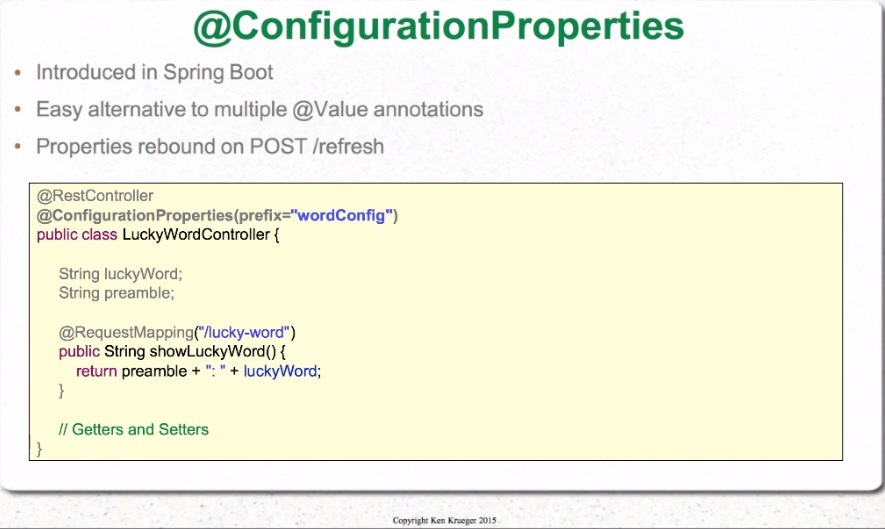 @ConfigurationProperties
• Introduced in Spring Boot
• Easy alternative to multiple @Value annotations
• Properties rebound on POST /refresh
@RestController
@ConfigurationProperties(prefix="wordConfig")
public class LuckyWordController {
String luckyWord;
String preamble;
@RequestMapping("/lucky-word")
public String showLuckyWord() {
return preamble + ": " + luckyWord;
}
// Getters and Setters
}
Copyright Ken Krueger 2015